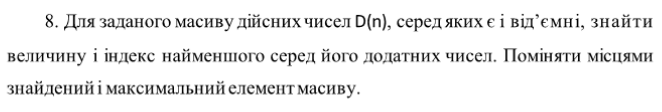 8. Для заданого масиву дійсних чисел D(n), серед яких є і від’ємні, знайти
величину і індекс найменшого серед його додатних чисел. Поміняти місцями
знайдений і максимальний елемент масиву.